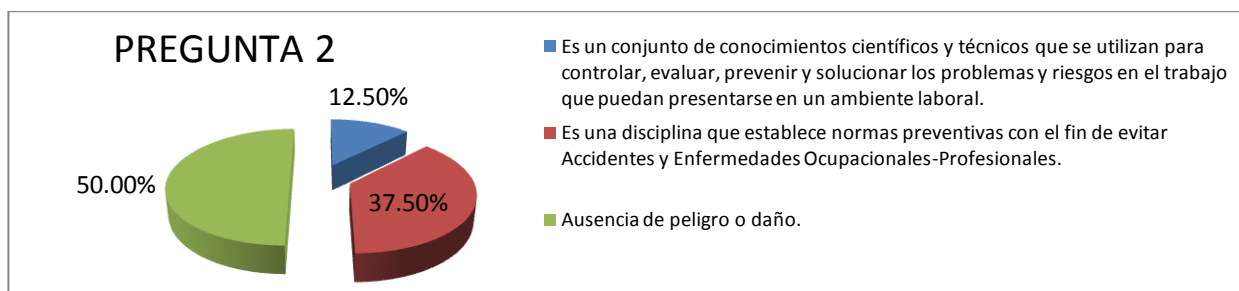 PREGUNTA 2
12.50%
50.00%
37.50%
Es un conjunto de conocimientos científicos y técnicos que se utilizan para
controlar, evaluar, prevenir y solucionar los problemas y riesgos en el trabajo
que puedan presentarse en un ambiente laboral.
Es una disciplina que establece normas preventivas con el fin de evitar
Accidentes y Enfermedades Ocupacionales-Profesionales.
Ausencia de peligro o daño.